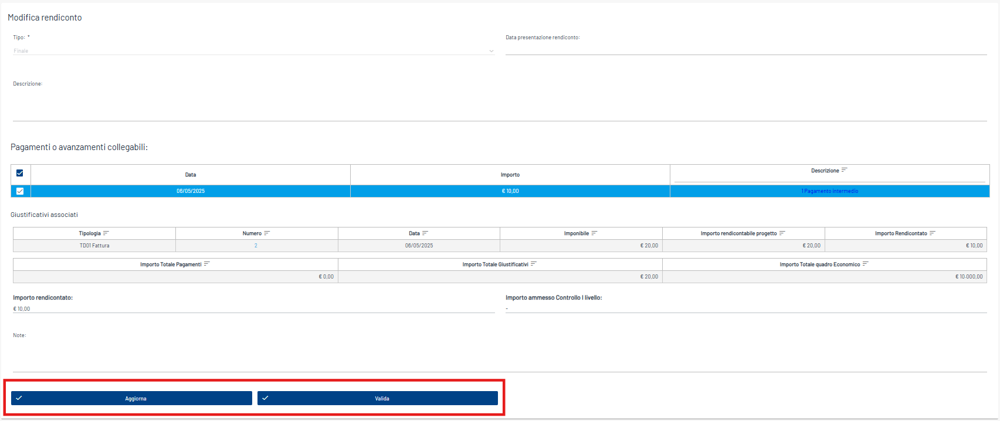 Modifica rendiconto
Tipo: * Data presentazione rendiconto:
Finale
Descrizione:
Pagamenti o avanzamenti collegabili:
Data Importo Descrizione
06/05/2025 € 10,00 1 Pagamento intermedio
Giustificativi associati
Tipologia Numero Data Imponibile Importo rendicontabile progetto Importo Rendicontato
TD01 Fattura 2 06/05/2025 € 20,00 € 20,00 € 10,00
Importo Totale Pagamenti Importo Totale Giustificativi Importo Totale quadro Economico
€ 0,00 € 20,00 € 10.000,00
Importo rendicontato: Importo ammesso Controllo I livello:
€ 10,00 -
Note:
Aggiorna Valida